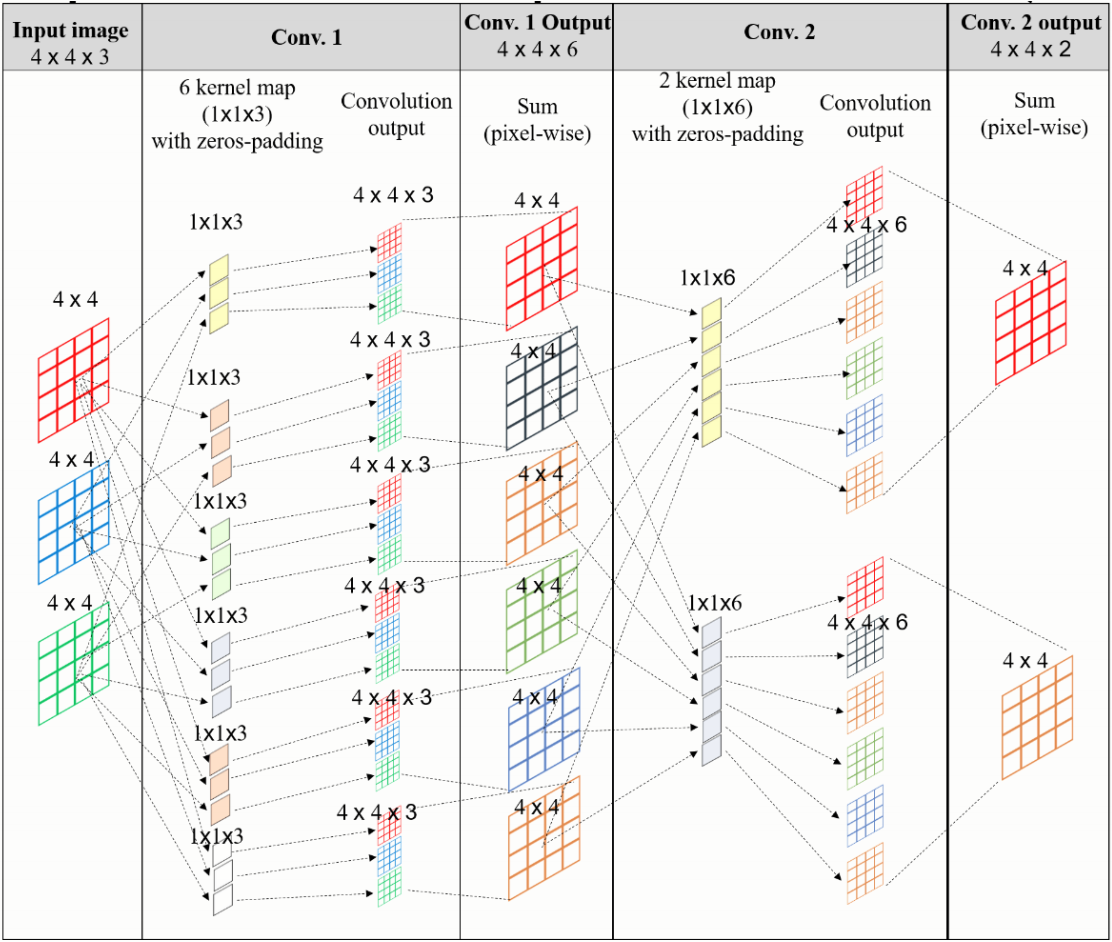 Input image
4 x 4 x 3
Conv. 1
Conv. 1 Output
4 x 4 x 6
Conv. 2
Conv. 2 output
4 x 4 x 2
6 kernel map
(1x1x3)
with zeros-padding
Convolution
output
Sum
(pixel-wise)
2 kernel map
(1x1x6)
with zeros-padding
Convolution
output
Sum
(pixel-wise)
4 x 4
4 x 4
4 x 4
1x1x3
1x1x3
1x1x3
1x1x3
1x1x3
1x1x3
4 x 4 x 3
4 x 4 x 3
4 x 4 x 3
4 x 4 x 3
4 x 4 x 3
4 x 4 x 3
4 x 4
4 x 4
4 x 4
4 x 4
4 x 4
4 x 4
1x1x6
1x1x6
4 x 4 x 6
4 x 4 x 6
4 x 4
4 x 4